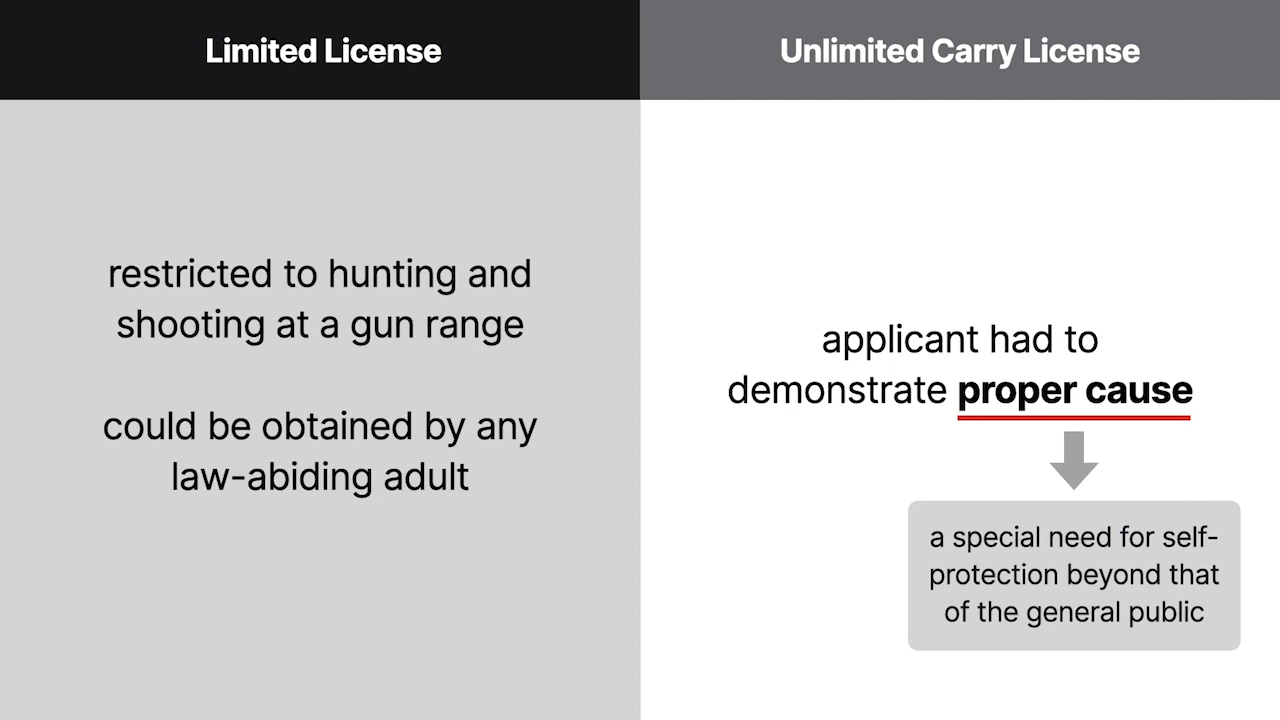 Limited License
restricted to hunting and
shooting at a gun range
could be obtained by any
law-abiding adult
Unlimited Carry License
applicant had to
demonstrate proper cause
a special need for self-
protection beyond that
of the general public